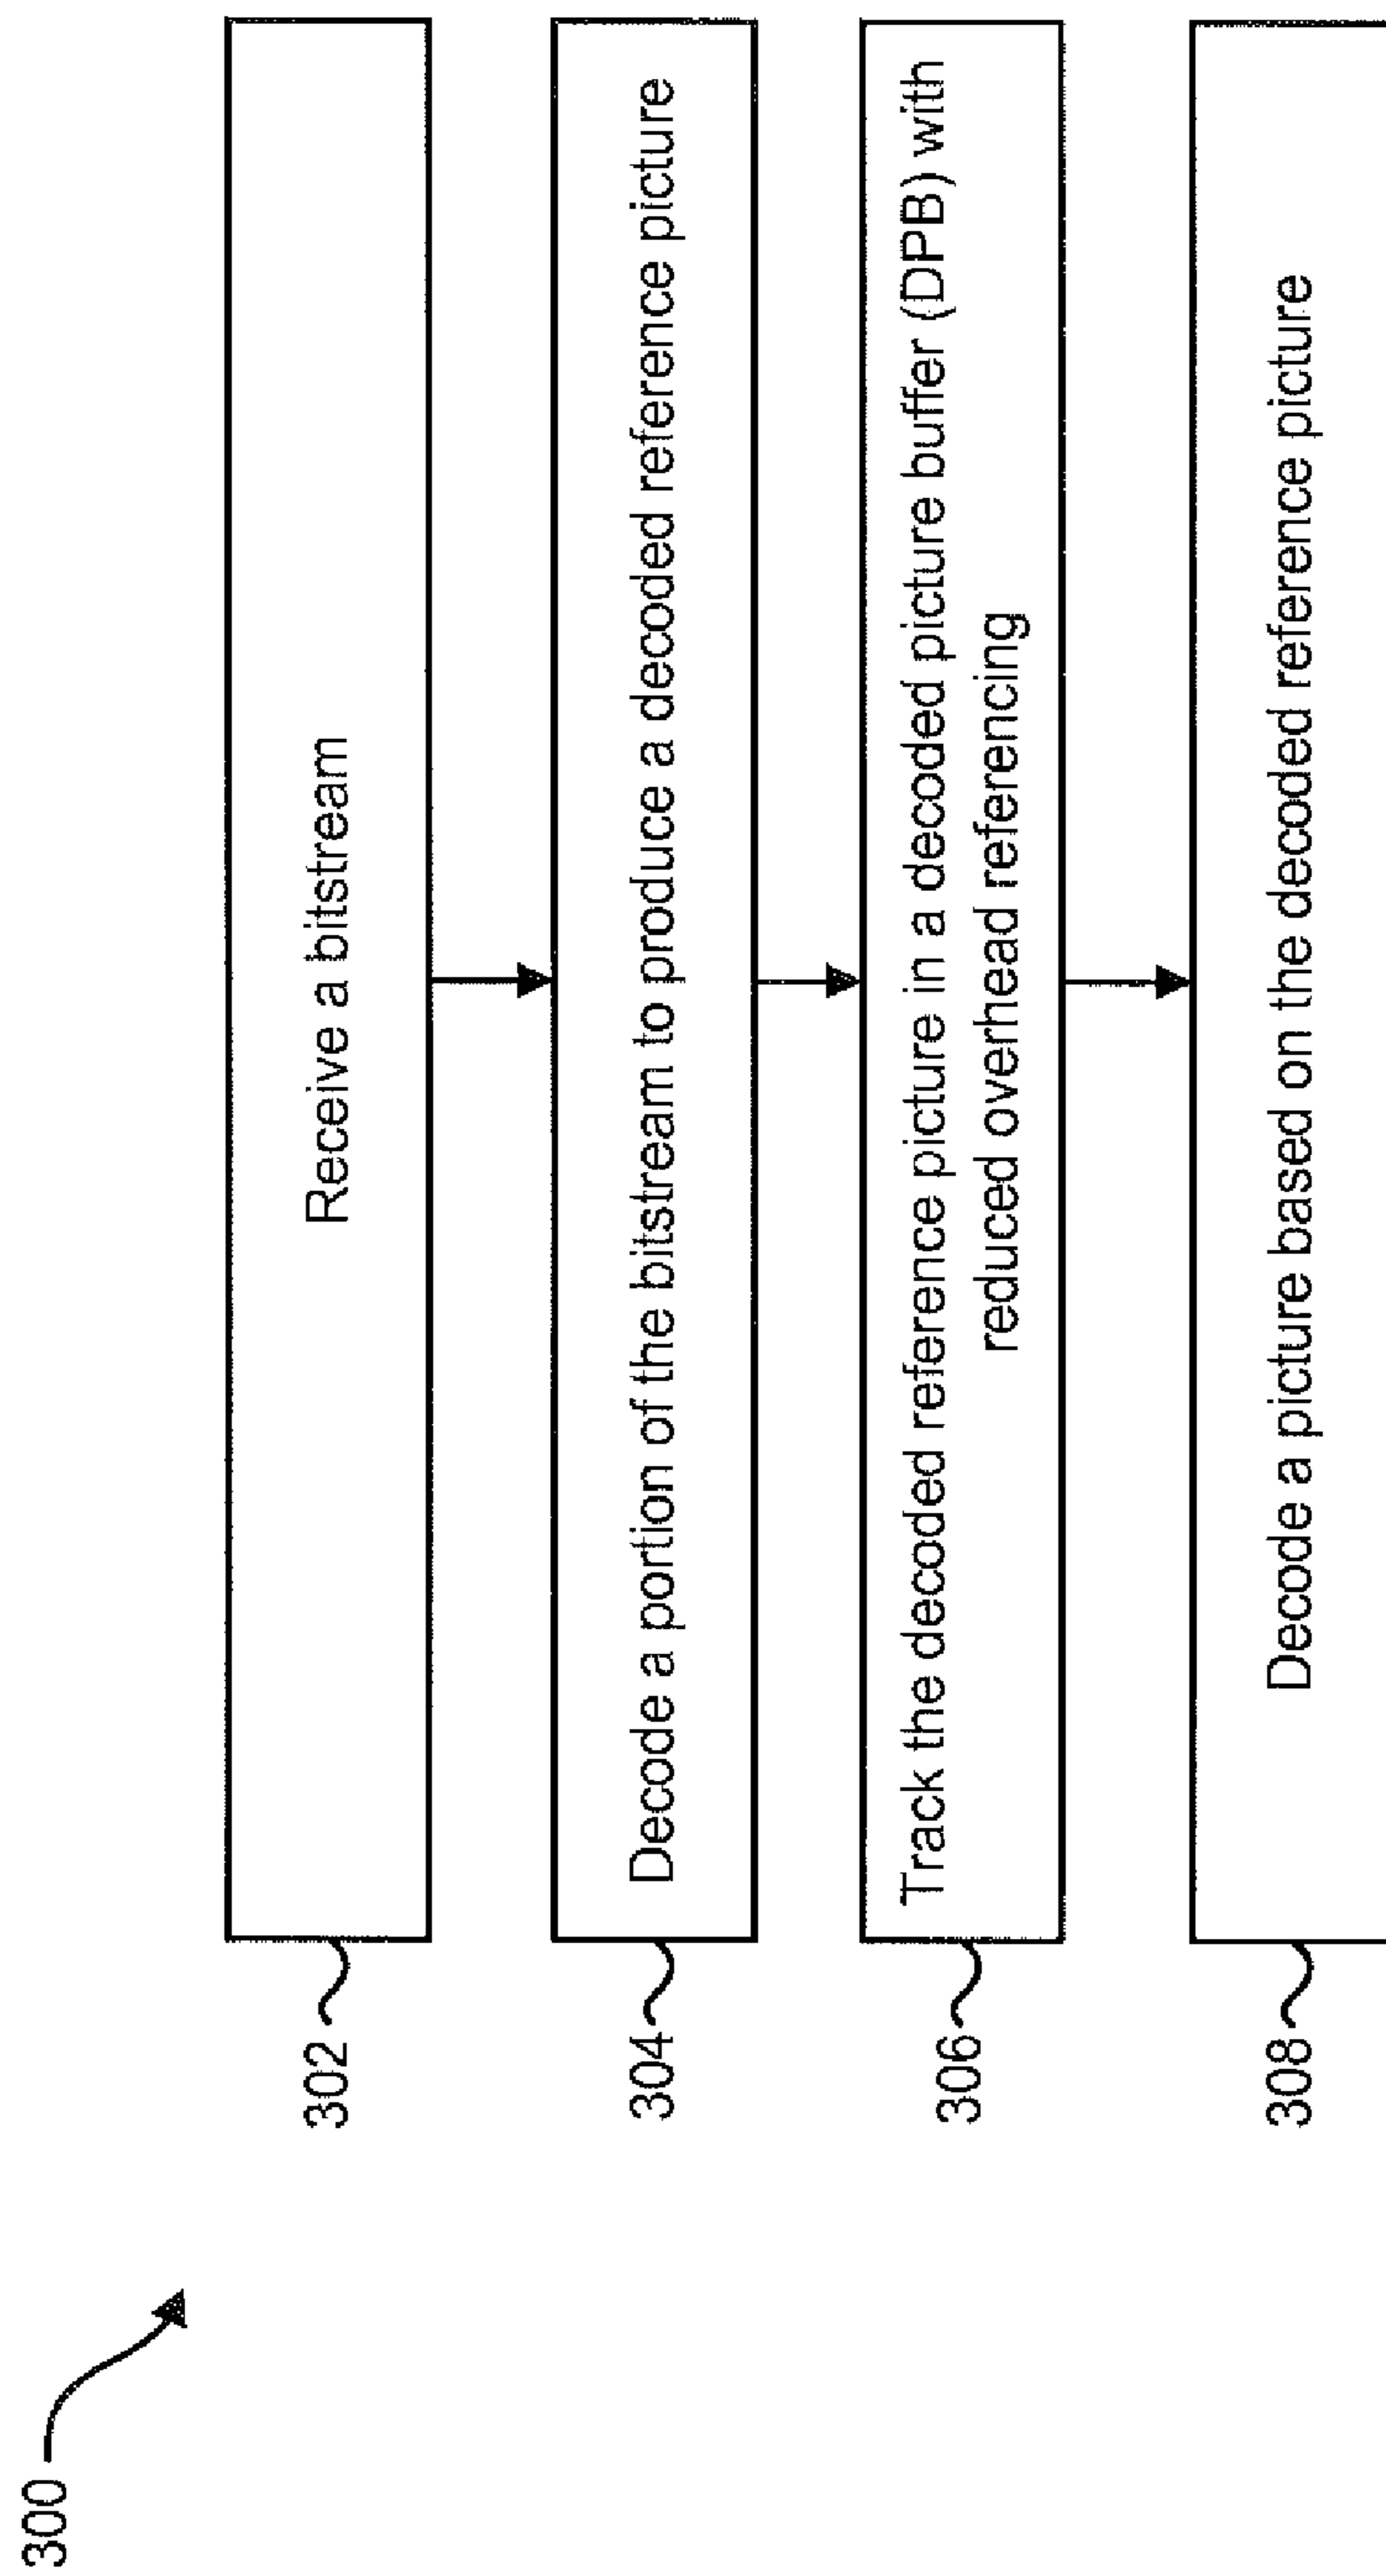 300
302
Receive a bitstream
304
Decode a portion of the bitstream to produce a decoded reference picture
306
Track the decoded reference picture in a decoded picture buffer (DPB) with
reduced overhead referencing
308
Decode a picture based on the decoded reference picture